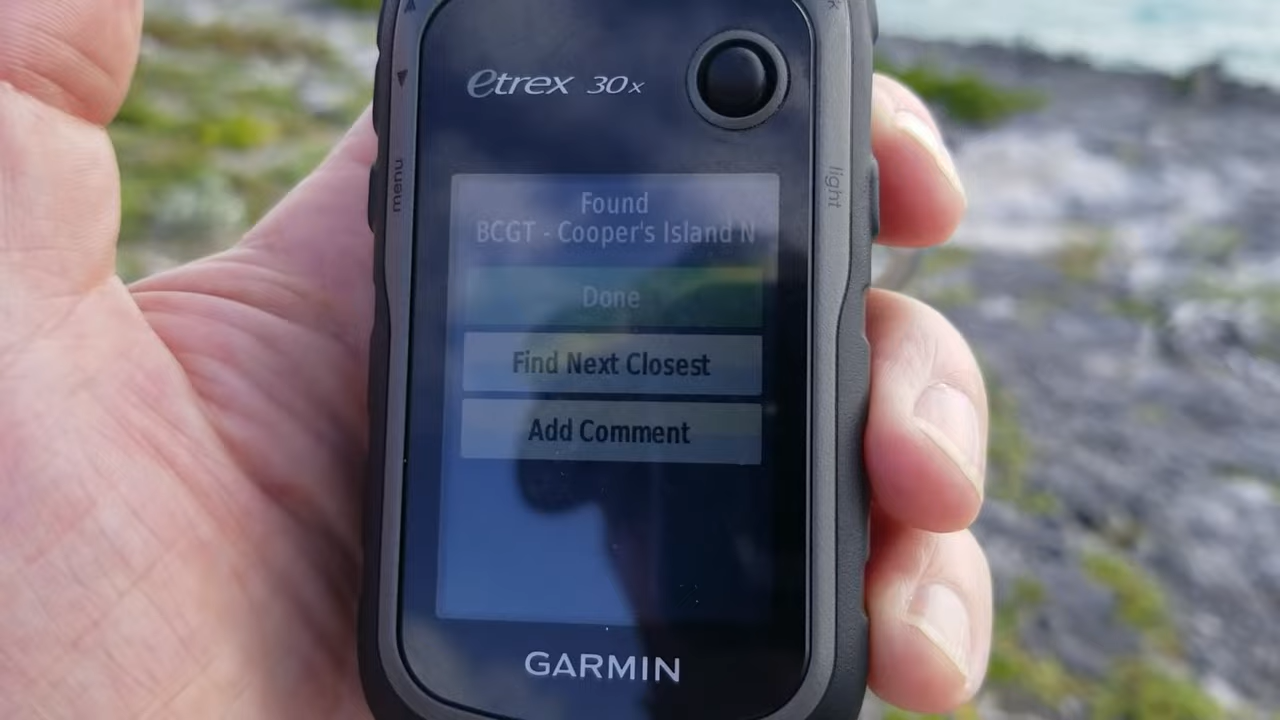 etrex 30x
menu
light
Found
BCGT - Cooper's Island N
Done
Find Next Closest
Add Comment
GARMIN